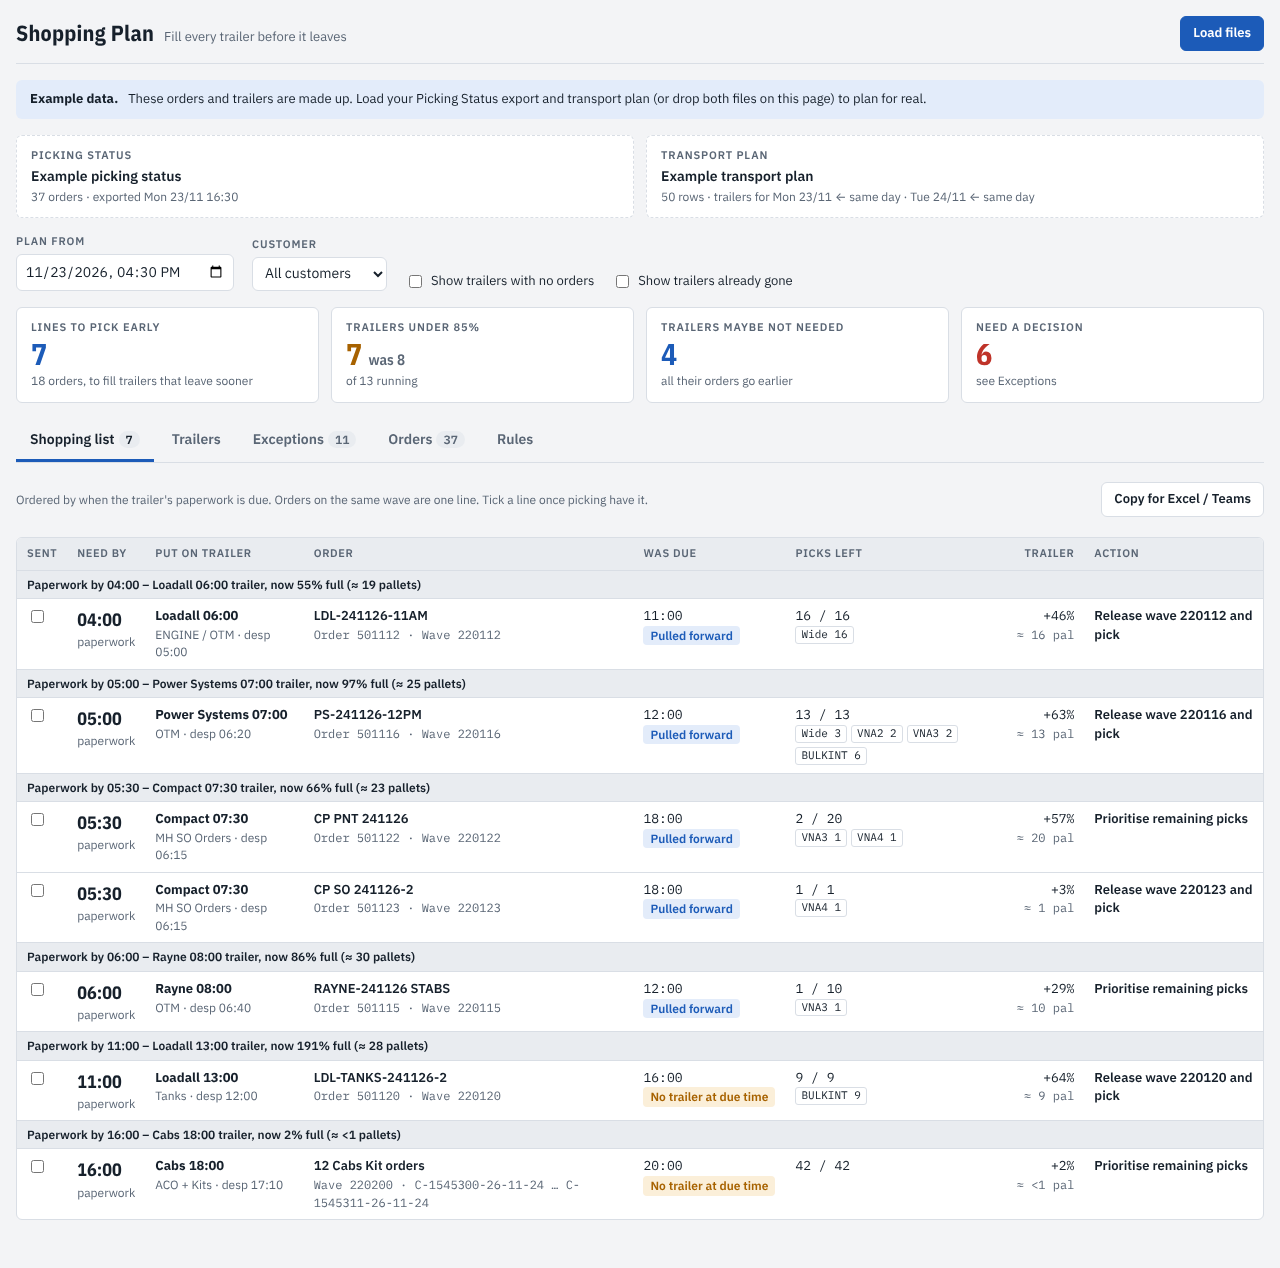 Shopping Plan Fill every trailer before it leaves
Load files
Example data. These orders and trailers are made up. Load your Picking Status export and transport plan (or drop both files on this page) to plan for real.
PICKING STATUS
Example picking status
37 orders · exported Mon 23/11 16:30
TRANSPORT PLAN
Example transport plan
50 rows · trailers for Mon 23/11 ← same day · Tue 24/11 ← same day
PLAN FROM
11/23/2026, 04:30 PM
CUSTOMER
All customers
Show trailers with no orders
Show trailers already gone
LINES TO PICK EARLY
7
18 orders, to fill trailers that leave sooner
TRAILERS UNDER 85%
7 was 8
of 13 running
TRAILERS MAYBE NOT NEEDED
4
all their orders go earlier
NEED A DECISION
6
see Exceptions
Shopping list 7 Trailers Exceptions 11 Orders 37 Rules
Ordered by when the trailer's paperwork is due. Orders on the same wave are one line. Tick a line once picking have it.
Copy for Excel / Teams
SENT NEED BY PUT ON TRAILER ORDER WAS DUE PICKS LEFT TRAILER ACTION
Paperwork by 04:00 – Loadall 06:00 trailer, now 55% full (≈ 19 pallets)
04:00 Loadall 06:00 LDL-241126-11AM 11:00 16 / 16 +46% Release wave 220112 and
paperwork ENGINE / OTM · desp Order 501112 · Wave 220112 Pulled forward Wide 16 ≈ 16 pal pick
05:00
Paperwork by 05:00 – Power Systems 07:00 trailer, now 97% full (≈ 25 pallets)
05:00 Power Systems 07:00 PS-241126-12PM 12:00 13 / 13 +63% Release wave 220116 and
paperwork OTM · desp 06:20 Order 501116 · Wave 220116 Pulled forward Wide 3 VNA2 2 VNA3 2 ≈ 13 pal pick
BULKINT 6
Paperwork by 05:30 – Compact 07:30 trailer, now 66% full (≈ 23 pallets)
05:30 Compact 07:30 CP PNT 241126 18:00 2 / 20 +57% Prioritise remaining picks
paperwork MH SO Orders · desp Order 501122 · Wave 220122 Pulled forward VNA3 1 VNA4 1 ≈ 20 pal
06:15
05:30 Compact 07:30 CP SO 241126-2 18:00 1 / 1 +3% Release wave 220123 and
paperwork MH SO Orders · desp Order 501123 · Wave 220123 Pulled forward VNA4 1 ≈ 1 pal pick
06:15
Paperwork by 06:00 – Rayne 08:00 trailer, now 86% full (≈ 30 pallets)
06:00 Rayne 08:00 RAYNE-241126 STABS 12:00 1 / 10 +29% Prioritise remaining picks
paperwork OTM · desp 06:40 Order 501115 · Wave 220115 Pulled forward VNA3 1 ≈ 10 pal
Paperwork by 11:00 – Loadall 13:00 trailer, now 191% full (≈ 28 pallets)
11:00 Loadall 13:00 LDL-TANKS-241126-2 16:00 9 / 9 +64% Release wave 220120 and
paperwork Tanks · desp 12:00 Order 501120 · Wave 220120 No trailer at due time BULKINT 9 ≈ 9 pal pick
Paperwork by 16:00 – Cabs 18:00 trailer, now 2% full (≈ <1 pallets)
16:00 Cabs 18:00 12 Cabs Kit orders 20:00 42 / 42 +2% Prioritise remaining picks
paperwork ACO + Kits · desp 17:10 Wave 220200 · C-1545300-26-11-24 … C- No trailer at due time ≈ <1 pal
1545311-26-11-24